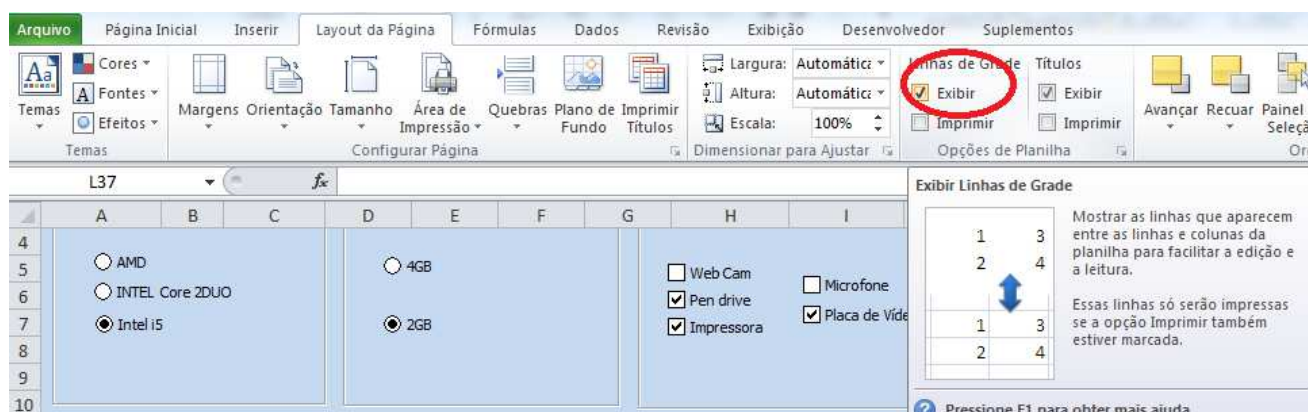 Arquivo Página Inicial Inserir Layout da Página Fórmulas Dados Revisão Exibição Desenvolvedor Suplementos
Aa Temas
Cores
A Fontes
Efeitos
Temas
Margens Orientação Tamanho Área de Impressão Quebras Plano de Fundo Imprimir Títulos
Configurar Página
Largura: Automátic
Altura: Automátic
Escala: 100%
Dimensionar para Ajustar
Linhas de Grade Títulos
Exibir Exibir
Imprimir Imprimir
Opções de Planilha
Avançar Recuar Painel
Seleçã
Or
L37 fx
A B C D E F G H I
4
5
6
7
8
9
10
AMD
INTEL Core 2DUO
Intel i5
4GB
2GB
Web Cam
Pen drive
Impressora
Microfone
Placa de Víde
Exibir Linhas de Grade
1 3
2 4
1 3
2 4
Mostrar as linhas que aparecem
entre as linhas e colunas da
planilha para facilitar a edição e
a leitura.
Essas linhas só serão impressas
se a opção Imprimir também
estiver marcada.
Pressione F1 para obter mais ajuda